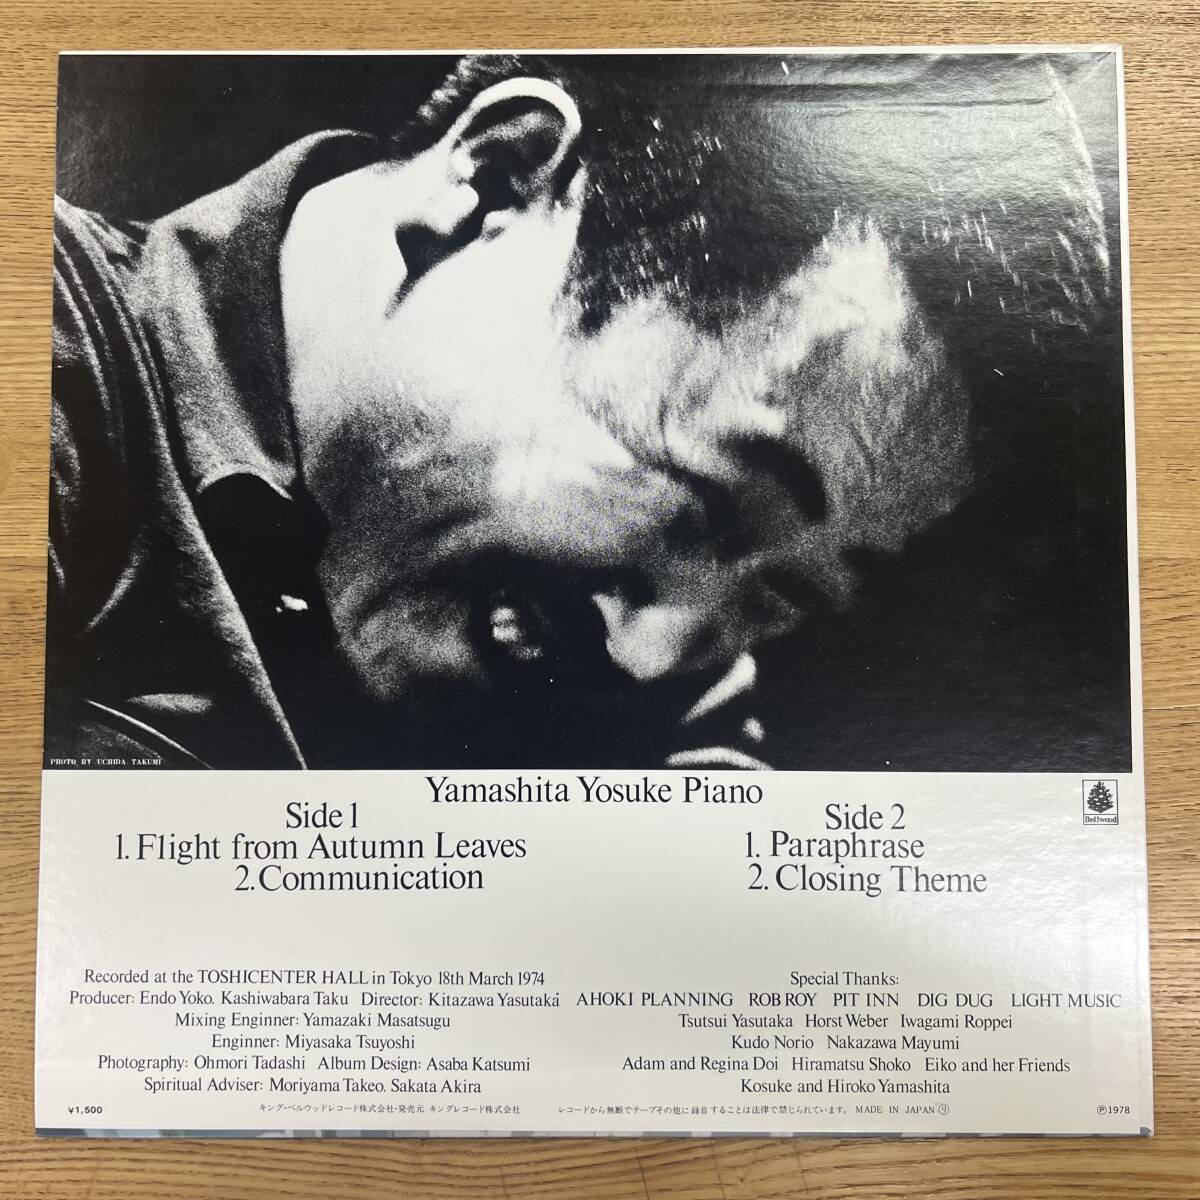 PHOTO BY UCHIDA TAKUMI
Yamashita Yosuke Piano
Side 1
1. Flight from Autumn Leaves
2. Communication
Side 2
1. Paraphrase
2. Closing Theme
Bellwood
Recorded at the TOSHICENTER HALL in Tokyo 18th March 1974
Producer: Endo Yoko. Kashiwabara Taku Director: Kitazawa Yasutaka
Mixing Enginner: Yamazaki Masatsugu
Enginner: Miyasaka Tsuyoshi
Photography: Ohmori Tadashi Album Design: Asaba Katsumi
Spiritual Adviser: Moriyama Takeo. Sakata Akira
Special Thanks:
AHOKI PLANNING ROB ROY PIT INN DIG DUG LIGHT MUSIC
Tsutsui Yasutaka Horst Weber Iwagami Roppei
Kudo Norio Nakazawa Mayumi
Adam and Regina Doi Hiramatsu Shoko Eiko and her Friends
Kosuke and Hiroko Yamashita
¥1,500
キング・ベルウッドレコード株式会社・発売元 キングレコード株式会社
レコードから無断でテープその他に録音することは法律で禁じられています。 MADE IN JAPAN Ⓡ
Ⓟ1978